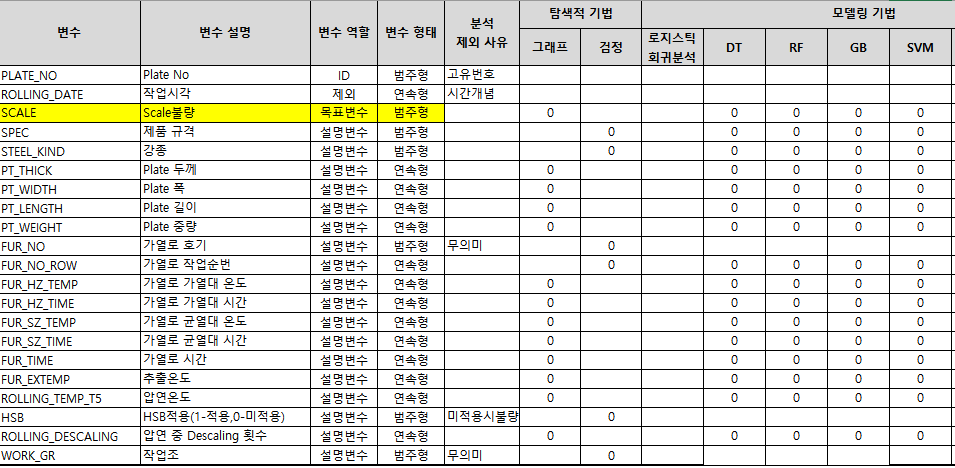 변수 변수 설명 변수 역할 변수 형태 분석 제외 사유 탐색적 기법 모델링 기법
그래프 검정 로지스틱 회귀분석 DT RF GB SVM
PLATE_NO Plate No ID 범주형 고유번호
ROLLING_DATE 작업시각 제외 연속형 시간개념
SCALE Scale불량 목표변수 범주형 0 0 0 0 0
SPEC 제품 규격 설명변수 범주형 0 0 0 0 0
STEEL_KIND 강종 설명변수 범주형 0 0 0 0 0
PT_THICK Plate 두께 설명변수 연속형 0 0 0 0 0
PT_WIDTH Plate 폭 설명변수 연속형 0 0 0 0 0
PT_LENGTH Plate 길이 설명변수 연속형 0 0 0 0 0
PT_WEIGHT Plate 중량 설명변수 연속형 0 0 0 0 0
FUR_NO 가열로 호기 설명변수 범주형 무의미 0
FUR_NO_ROW 가열로 작업순번 설명변수 연속형 0 0 0 0 0
FUR_HZ_TEMP 가열로 가열대 온도 설명변수 연속형 0 0 0 0 0
FUR_HZ_TIME 가열로 가열대 시간 설명변수 연속형 0 0 0 0 0
FUR_SZ_TEMP 가열로 균열대 온도 설명변수 연속형 0 0 0 0 0
FUR_SZ_TIME 가열로 균열대 시간 설명변수 연속형 0 0 0 0 0
FUR_TIME 가열로 시간 설명변수 연속형 0 0 0 0 0
FUR_EXTEMP 추출온도 설명변수 연속형 0 0 0 0 0
ROLLING_TEMP_T5 압연온도 설명변수 연속형 0 0 0 0 0
HSB HSB적용(1-적용,0-미적용) 설명변수 범주형 미적용시불량 0
ROLLING_DESCALING 압연 중 Descaling 횟수 설명변수 연속형 0 0 0 0 0
WORK_GR 작업조 설명변수 범주형 무의미 0